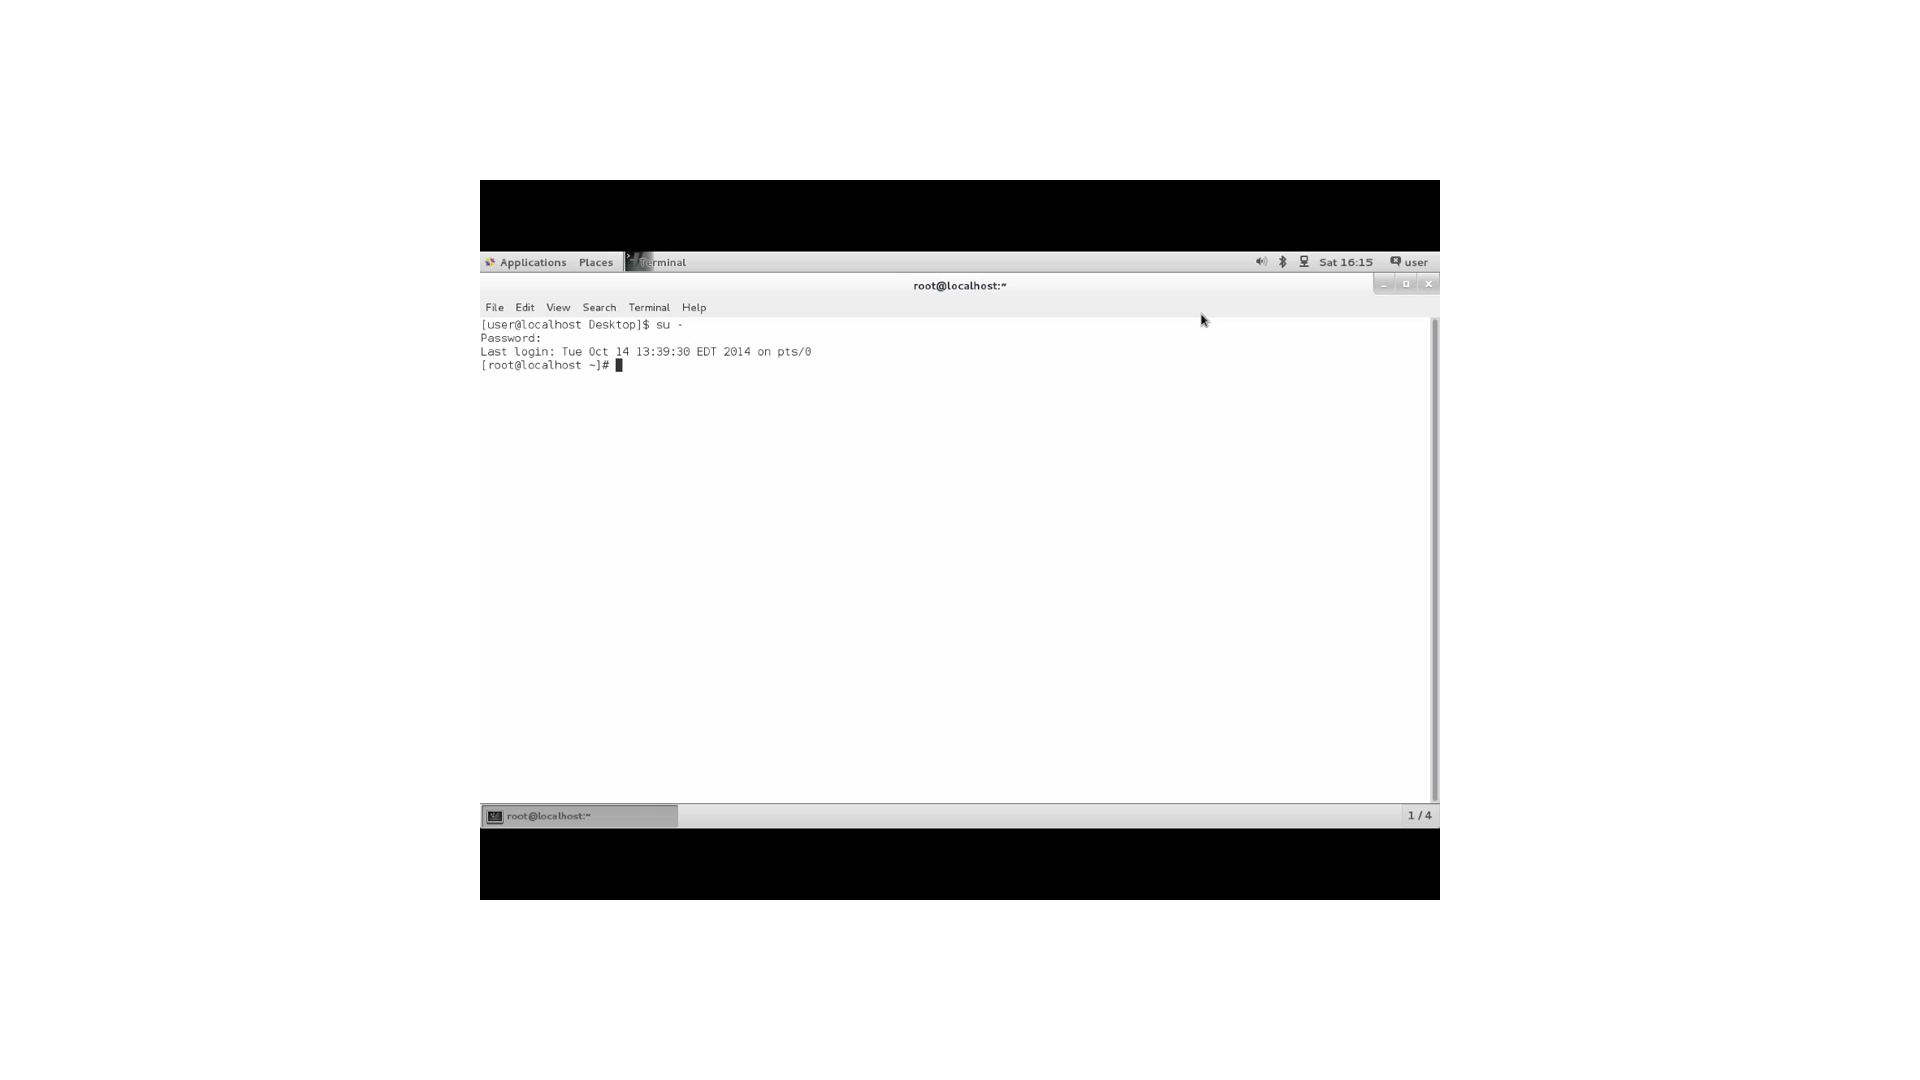 Applications Places Terminal Sat 16:15 user
root@localhost:~
File Edit View Search Terminal Help
[user@localhost Desktop]$ su -
Password:
Last login: Tue Oct 14 13:39:30 EDT 2014 on pts/0
[root@localhost ~]#
root@localhost:~ 1 / 4